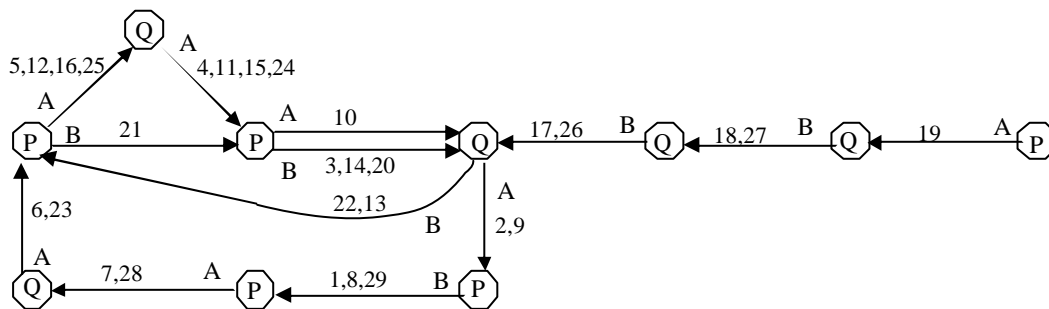 Q
A
5,12,16,25
4,11,15,24
A
A
10
P
B
21
P
Q
17,26
B
Q
18,27
B
Q
19
A
P
B
3,14,20
22,13
A
6,23
B
2,9
A
7,28
A
1,8,29
B
Q
P
P